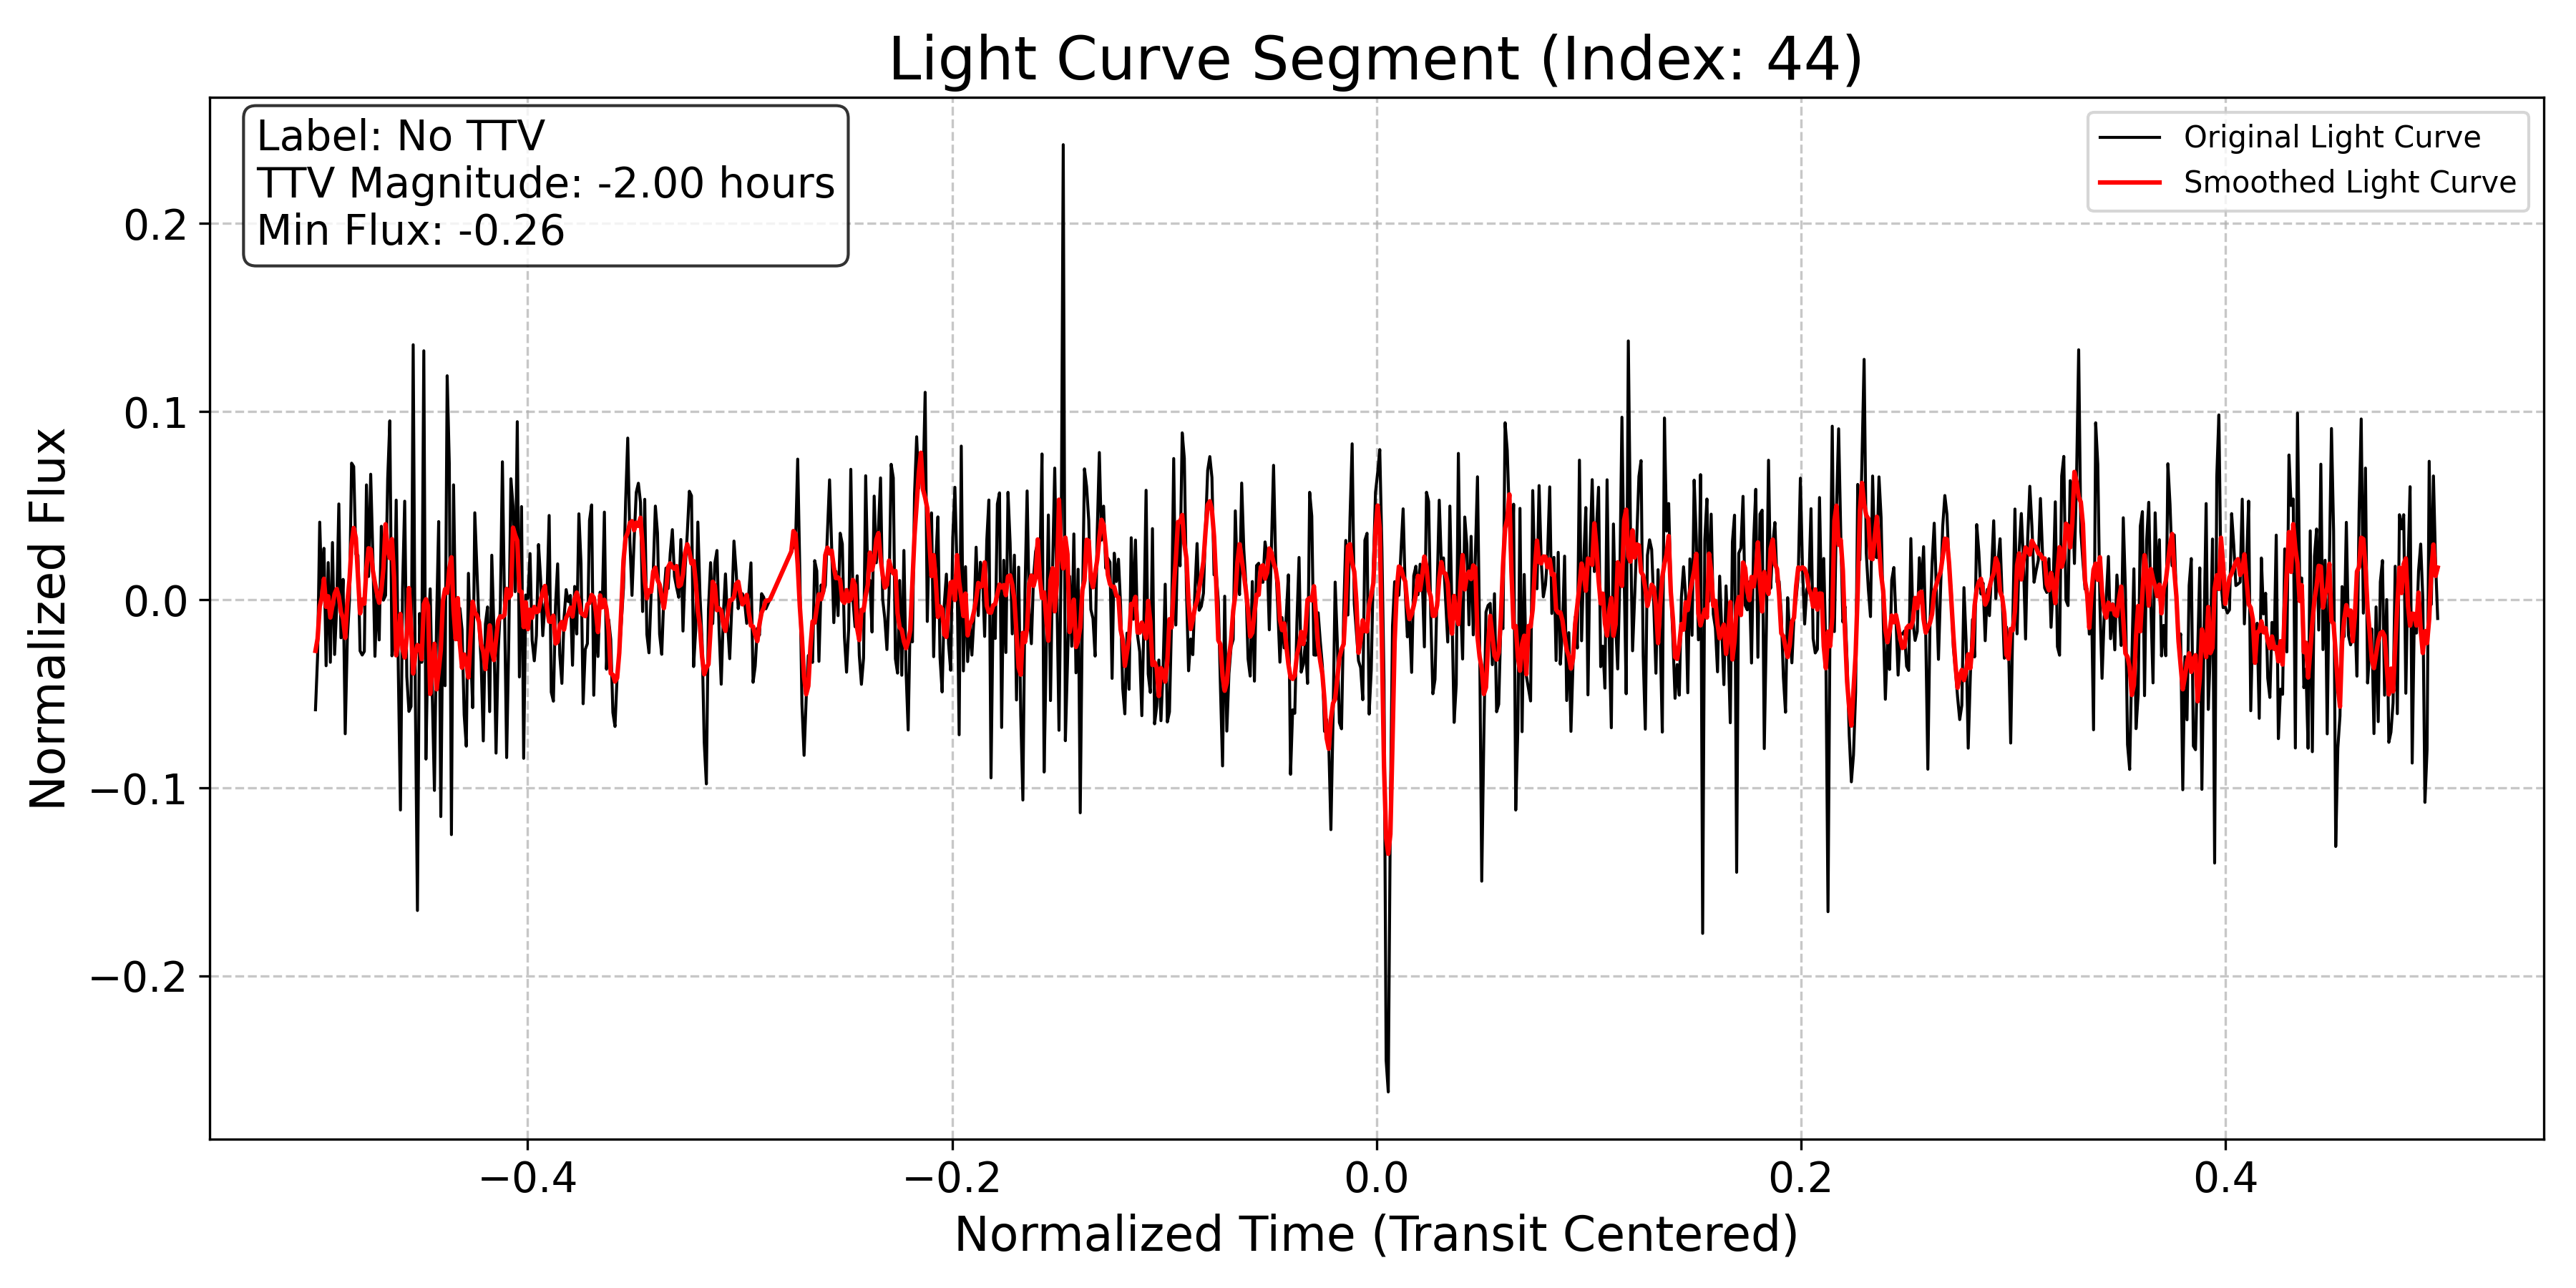 Light Curve Segment (Index: 44)
Label: No TTV
TTV Magnitude: -2.00 hours
Min Flux: -0.26
Original Light Curve
Smoothed Light Curve
Normalized Flux
0.2
0.1
0.0
−0.1
−0.2
−0.4
−0.2
0.0
0.2
0.4
Normalized Time (Transit Centered)